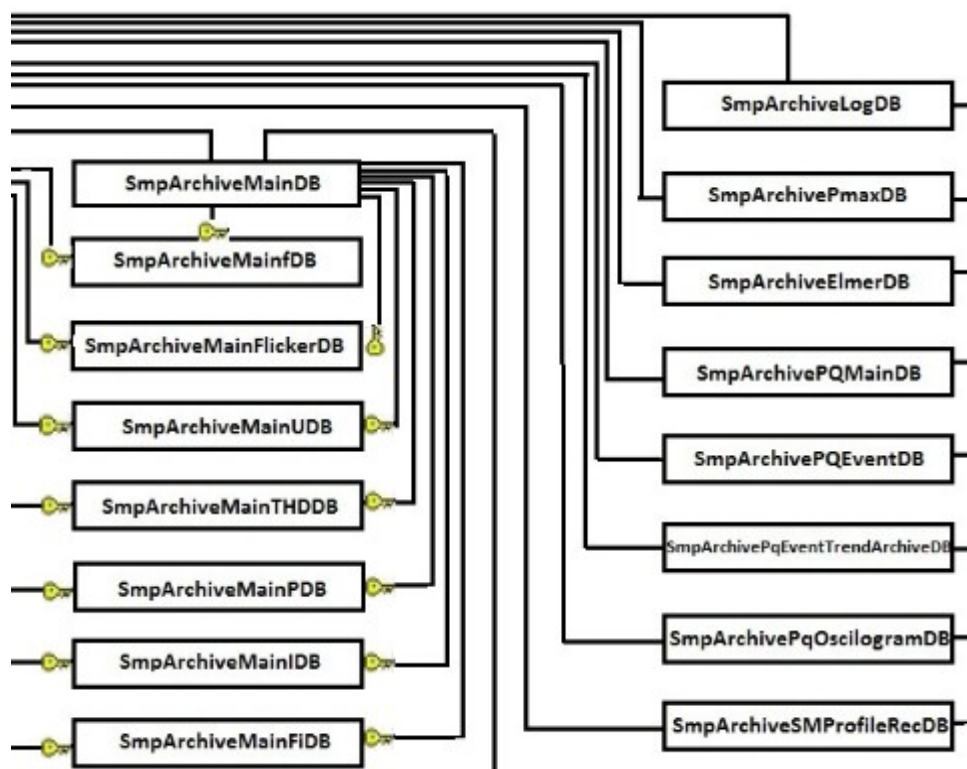 SmpArchiveMainDB
SmpArchiveMainfDB
SmpArchiveMainFlickerDB
SmpArchiveMainUDB
SmpArchiveMainTHDDB
SmpArchiveMainPDB
SmpArchiveMainIDB
SmpArchiveMainFiDB
SmpArchiveLogDB
SmpArchivePmaxDB
SmpArchiveElmerDB
SmpArchivePQMainDB
SmpArchivePQEventDB
SmpArchivePqEventTrendArchiveDB
SmpArchivePqOscilogramDB
SmpArchiveSMProfileRecDB